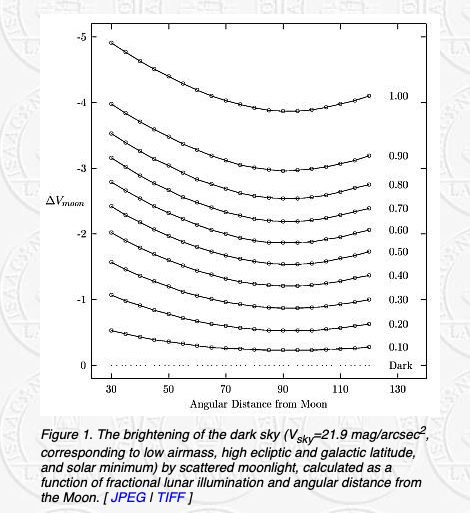 -5
-4
1.00
0.90
-3
0.80
0.70
ΔVmoon
-2
0.60
0.50
0.40
-1
0.30
0.20
0.10
0
Dark
30 50 70 90 110 130
Angular Distance from Moon
Figure 1. The brightening of the dark sky (Vsky=21.9 mag/arcsec2,
corresponding to low airmass, high ecliptic and galactic latitude,
and solar minimum) by scattered moonlight, calculated as a
function of fractional lunar illumination and angular distance from
the Moon. [ JPEG | TIFF ]